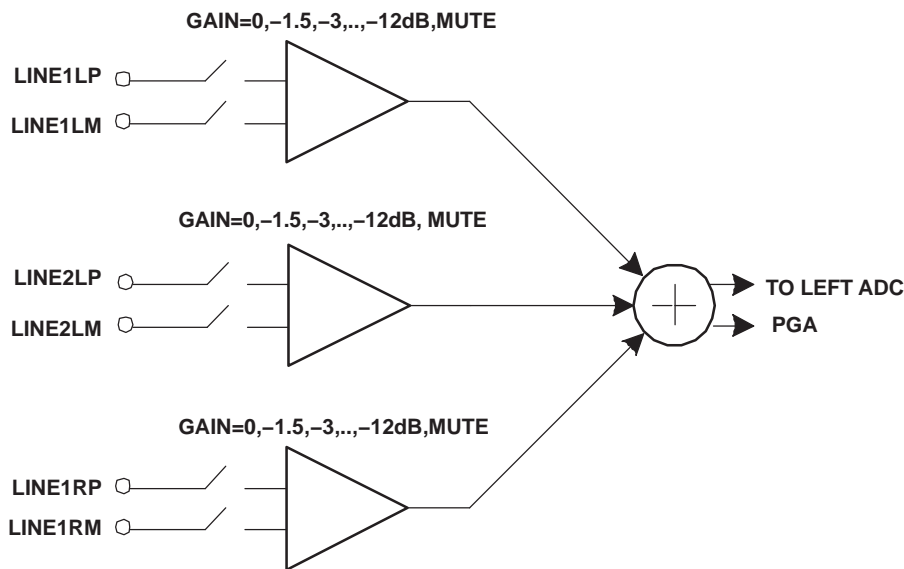 GAIN=0,−1.5,−3,..,−12dB,MUTE
LINE1LP
LINE1LM
GAIN=0,−1.5,−3,..,−12dB, MUTE
LINE2LP
LINE2LM
TO LEFT ADC
PGA
GAIN=0,−1.5,−3,..,−12dB,MUTE
LINE1RP
LINE1RM